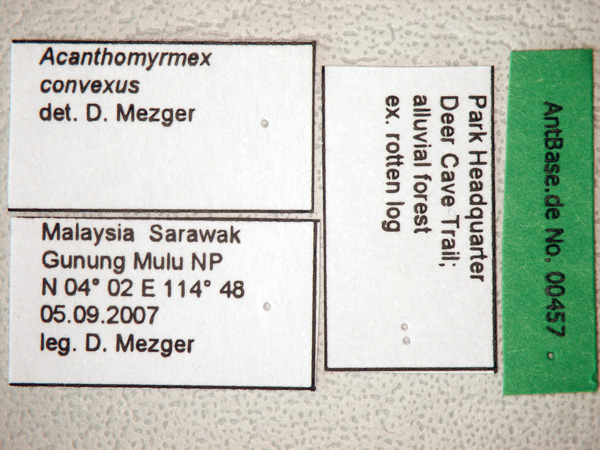 Acanthomyrmex
convexus
det. D. Mezger
Malaysia Sarawak
Gunung Mulu NP
N 04° 02 E 114° 48
05.09.2007
leg. D. Mezger
Park Headquarter
Deer Cave Trail;
alluvial forest
ex. rotten log
AntBase.de No. 00457